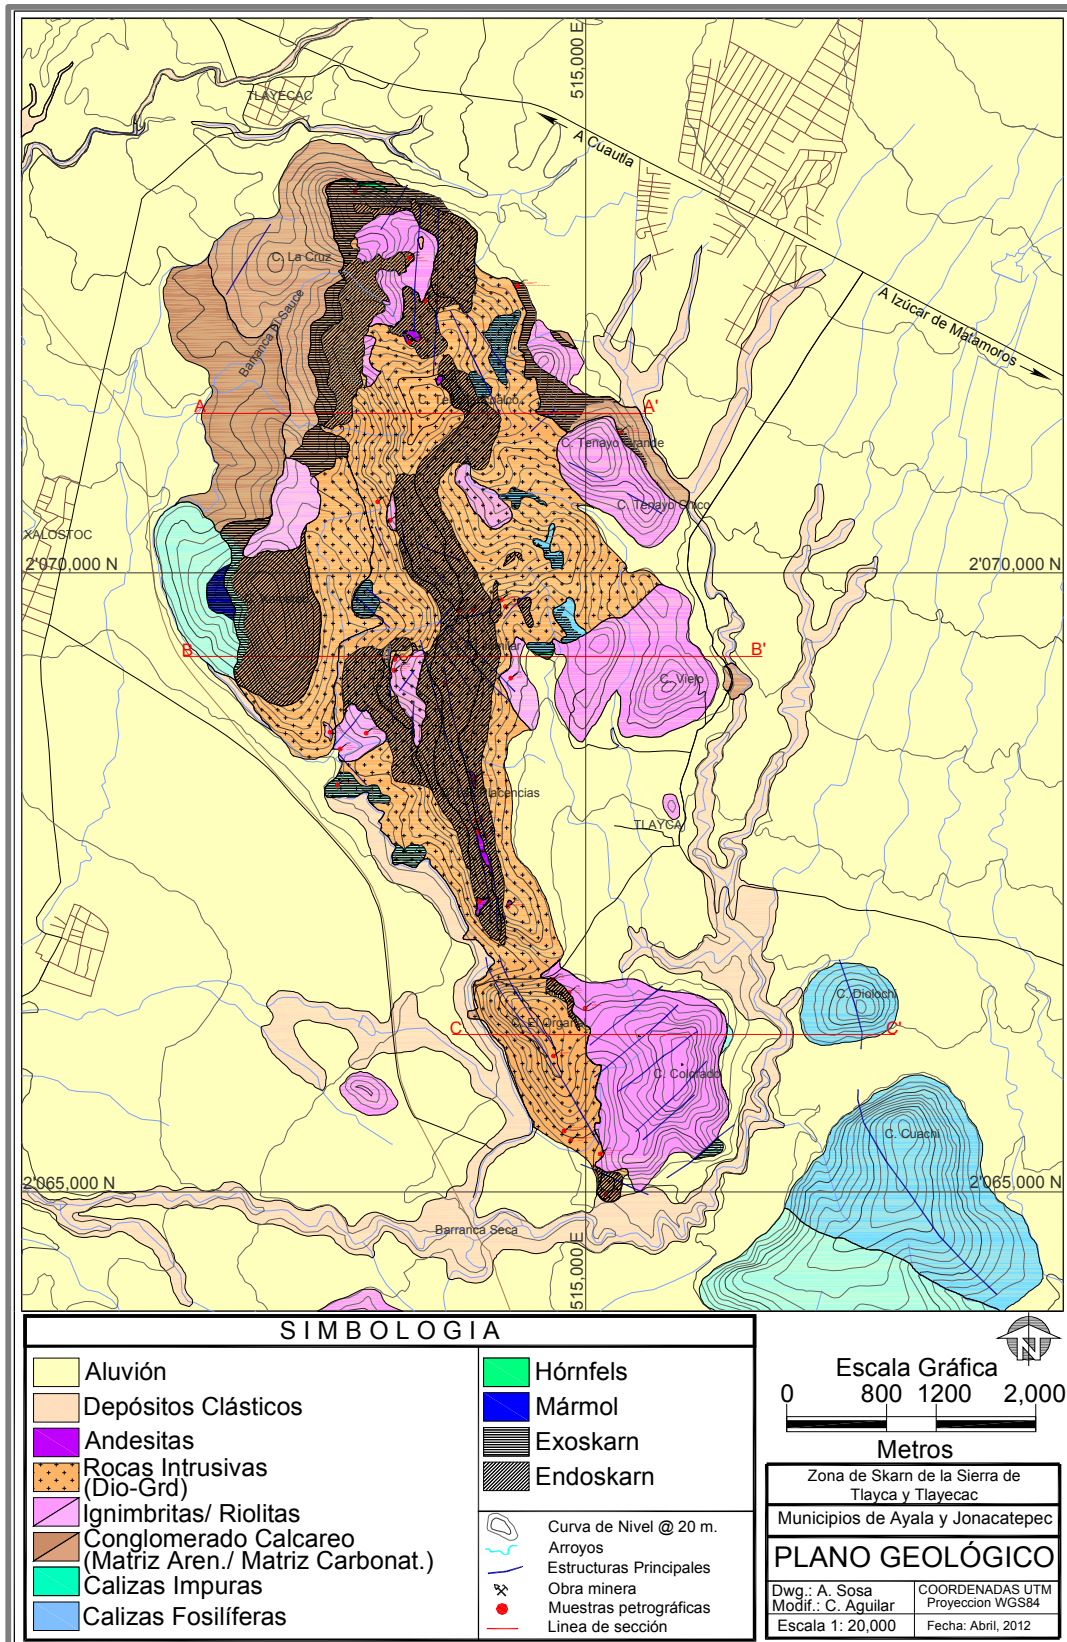 515,000 E
TLAYECAC
A Cuautla
C. La Cruz
A Izúcar de Matamoros
Barranca El Sauce
A
A'
C. Tenayo Grande
C. Tenayo Chico
XALOSTOC
2'070,000 N
2'070,000 N
B
B'
C. Viejo
TLAYCA
C. Diolochi
C
C'
C. El Organal
C. Colorado
C. Cuachi
2'065,000 N
2'065,000 N
Barranca Seca
515,000 E
SIMBOLOGIA
Aluvión
Depósitos Clásticos
Andesitas
Rocas Intrusivas
(Dio-Grd)
Ignimbritas/ Riolitas
Conglomerado Calcareo
(Matriz Aren./ Matriz Carbonat.)
Calizas Impuras
Calizas Fosilíferas
Hórnfels
Mármol
Exoskarn
Endoskarn
Curva de Nivel @ 20 m.
Arroyos
Estructuras Principales
Obra minera
Muestras petrográficas
Linea de sección
N
Escala Gráfica
0 800 1200 2,000
Metros
Zona de Skarn de la Sierra de
Tlayca y Tlayecac
Municipios de Ayala y Jonacatepec
PLANO GEOLÓGICO
Dwg.: A. Sosa
Modif.: C. Aguilar
COORDENADAS UTM
Proyeccion WGS84
Escala 1: 20,000
Fecha: Abril, 2012